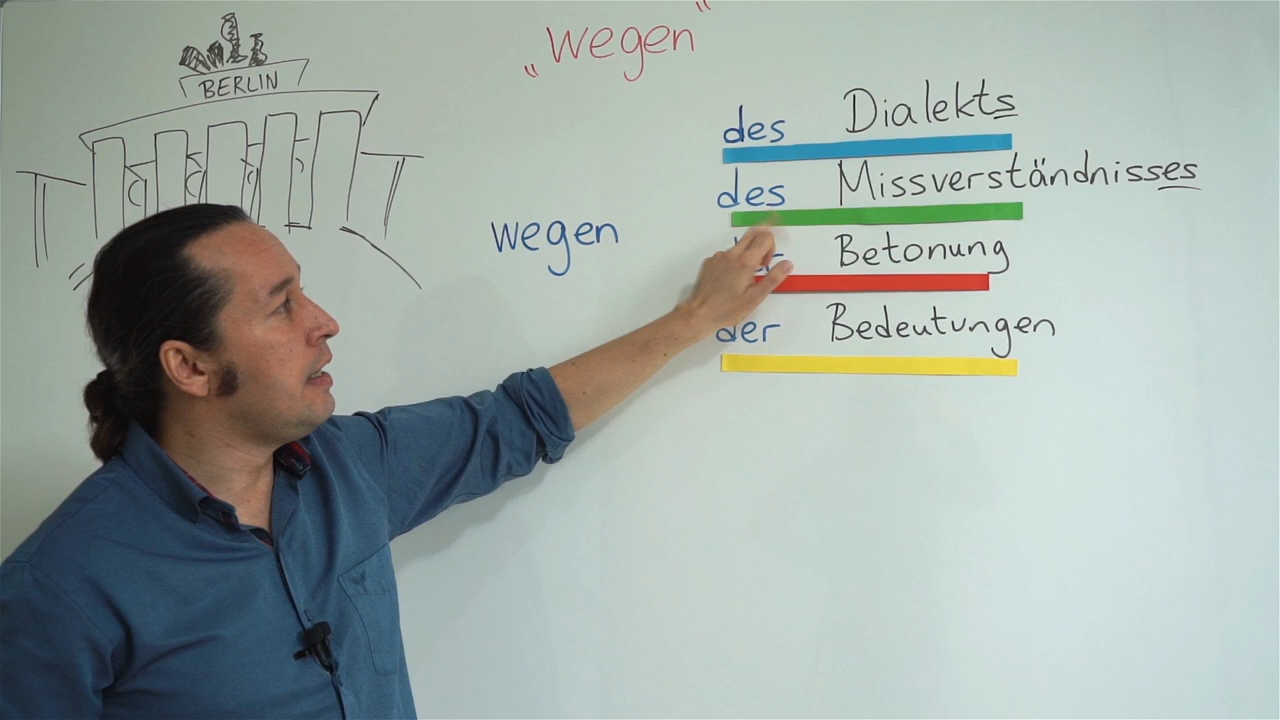 „wegen“
BERLIN
des Dialekts
des Missverständnisses
wegen
Betonung
der Bedeutungen